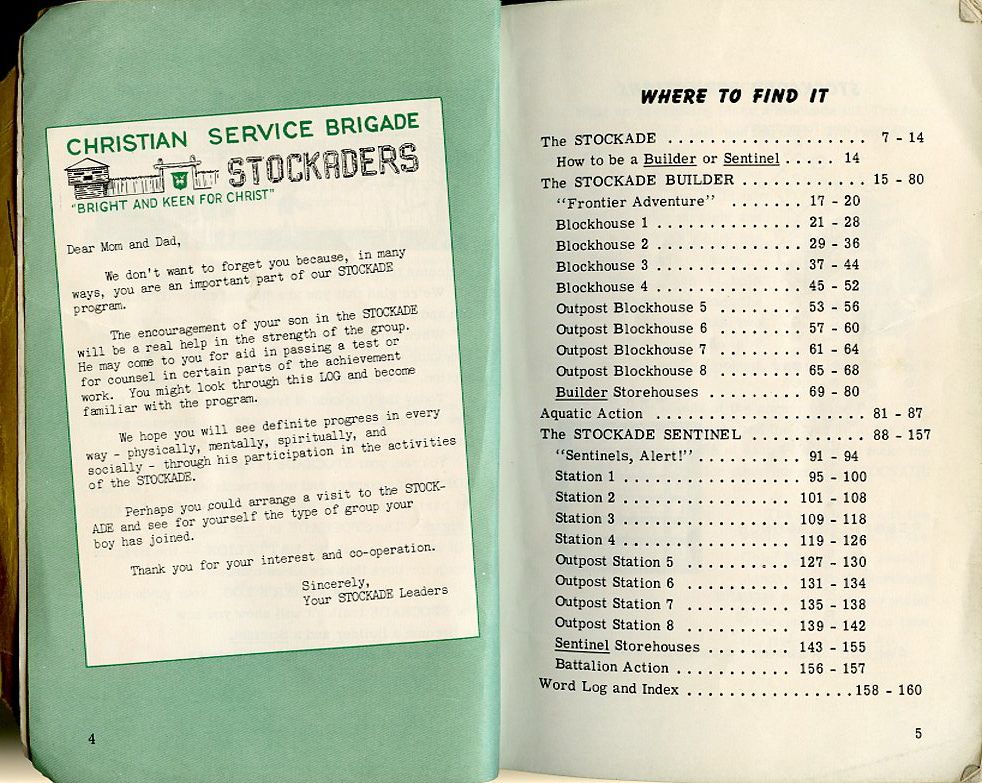 CHRISTIAN SERVICE BRIGADE
STOCKADERS
"BRIGHT AND KEEN FOR CHRIST"
Dear Mom and Dad,
We don't want to forget you because, in many
ways, you are an important part of our STOCKADE
program.
The encouragement of your son in the STOCKADE
will be a real help in the strength of the group.
He may come to you for aid in passing a test or
for counsel in certain parts of the achievement
work. You might look through this LOG and become
familiar with the program.
We hope you will see definite progress in every
way - physically, mentally, spiritually, and
socially - through his participation in the activities
of the STOCKADE.
Perhaps you could arrange a visit to the STOCK-
ADE and see for yourself the type of group your
boy has joined.
Thank you for your interest and co-operation.
Sincerely,
Your STOCKADE Leaders
4
WHERE TO FIND IT
The STOCKADE . . . . . . . . . . . . . . . . . . . 7 - 14
How to be a Builder or Sentinel . . . . . 14
The STOCKADE BUILDER . . . . . . . . . . . . 15 - 80
"Frontier Adventure" . . . . . . . 17 - 20
Blockhouse 1 . . . . . . . . . . . . . . 21 - 28
Blockhouse 2 . . . . . . . . . . . . . . 29 - 36
Blockhouse 3 . . . . . . . . . . . . . . 37 - 44
Blockhouse 4 . . . . . . . . . . . . . . 45 - 52
Outpost Blockhouse 5 . . . . . . . . 53 - 56
Outpost Blockhouse 6 . . . . . . . . 57 - 60
Outpost Blockhouse 7 . . . . . . . . 61 - 64
Outpost Blockhouse 8 . . . . . . . . 65 - 68
Builder Storehouses . . . . . . . . . 69 - 80
Aquatic Action . . . . . . . . . . . . . . . . . . . . 81 - 87
The STOCKADE SENTINEL . . . . . . . . . . . 88 - 157
"Sentinels, Alert!" . . . . . . . . . . 91 - 94
Station 1 . . . . . . . . . . . . . . . . . 95 - 100
Station 2 . . . . . . . . . . . . . . . . 101 - 108
Station 3 . . . . . . . . . . . . . . . . 109 - 118
Station 4 . . . . . . . . . . . . . . . . 119 - 126
Outpost Station 5 . . . . . . . . . . 127 - 130
Outpost Station 6 . . . . . . . . . . 131 - 134
Outpost Station 7 . . . . . . . . . . 135 - 138
Outpost Station 8 . . . . . . . . . . 139 - 142
Sentinel Storehouses . . . . . . . . 143 - 155
Battalion Action . . . . . . . . . . . 156 - 157
Word Log and Index . . . . . . . . . . . . . . . . 158 - 160
5